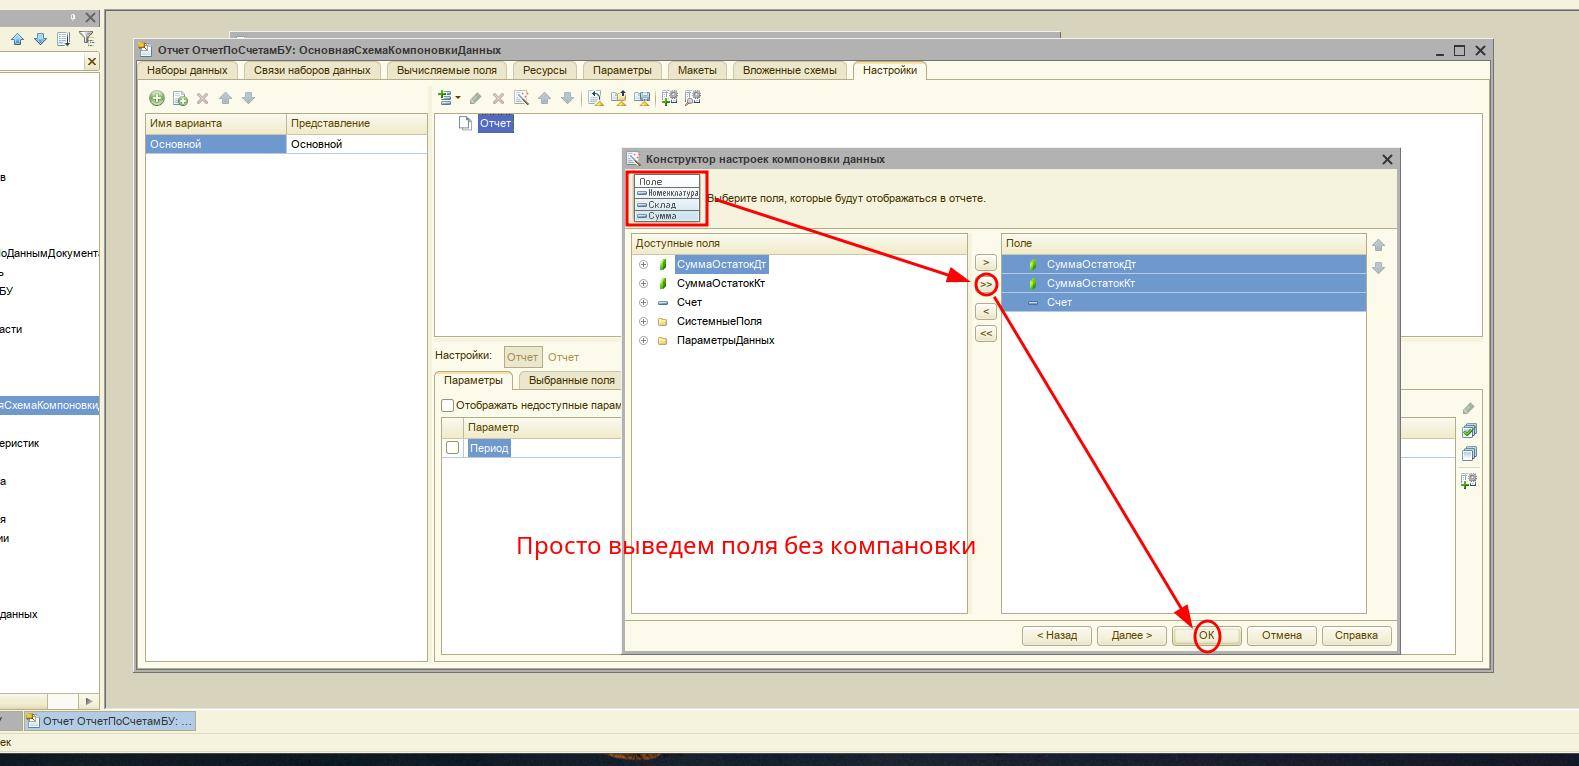 Отчет ОтчетПоСчетамБУ: ОсновнаяСхемаКомпоновкиДанных
Наборы данных
Связи наборов данных
Вычисляемые поля
Ресурсы
Параметры
Макеты
Вложенные схемы
Настройки
Имя варианта
Представление
Основной
Основной
Отчет
Конструктор настроек компоновки данных
Поле
Номенклатура
Склад
Сумма
Выберите поля, которые будут отображаться в отчете.
Доступные поля
СуммаОстатокДт
СуммаОстатокКт
Счет
СистемныеПоля
ПараметрыДанных
>
>>
<
<<
Поле
СуммаОстатокДт
СуммаОстатокКт
Счет
Настройки:
Отчет
Отчет
Параметры
Выбранные поля
Отображать недоступные парам
Параметр
Период
Просто выведем поля без компановки
< Назад
Далее >
ОК
Отмена
Справка
в
оДаннымДокумента
ь
БУ
асти
яСхемаКомпоновки
еристик
а
я
ии
данных
Отчет ОтчетПоСчетамБУ: ...
ек